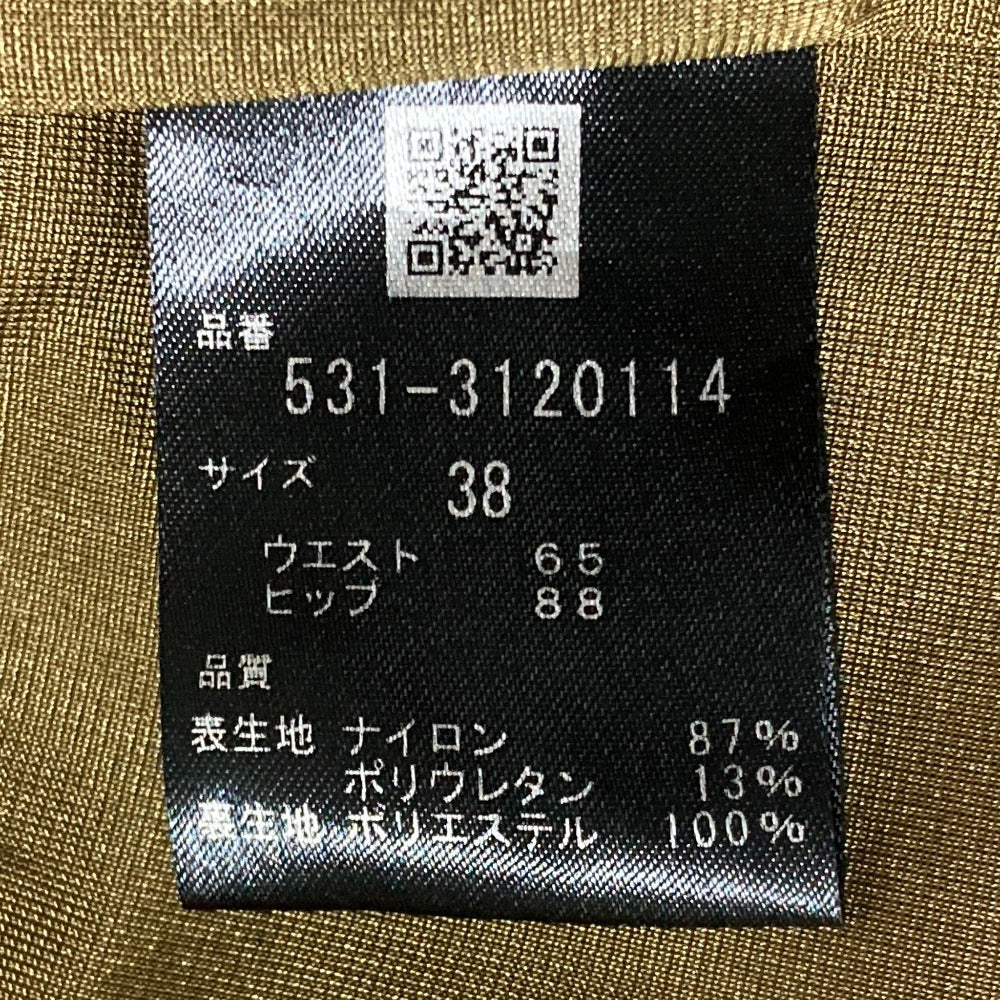 品番
531-3120114
サイズ 38
ウエスト 65
ヒップ 88
品質
表生地 ナイロン 87%
ポリウレタン 13%
表生地 ポリエステル 100%